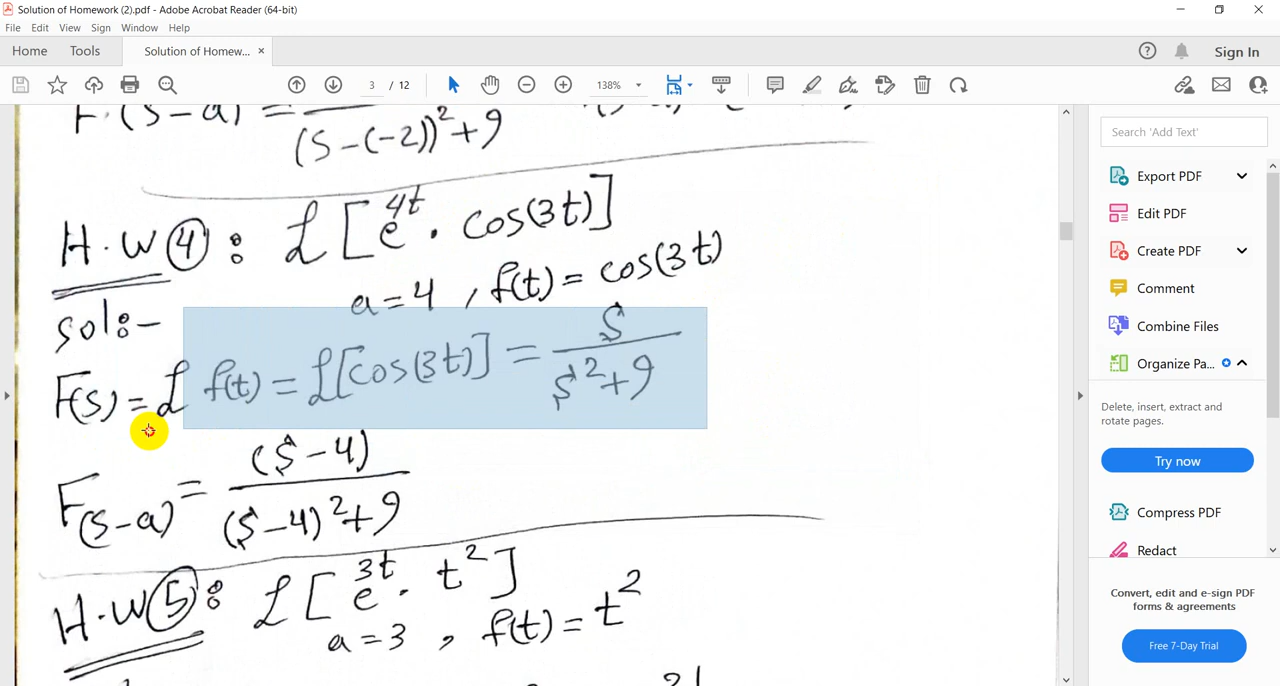 Solution of Homework (2).pdf - Adobe Acrobat Reader (64-bit)
File Edit View Sign Window Help
Home Tools Solution of Homew... × Sign In
3 / 12 138%
F(s-a) =
(s-(-2))²+9
H.W④: ℒ[e^4t . cos(3t)]
a=4 , f(t)= cos(3t)
sol:-
F(s)=ℒ f(t)=ℒ[cos(3t)] = s/(s²+9)
F(s-a) = (s-4)/((s-4)²+9)
H.W⑤: ℒ[e^3t . t²]
a=3 , f(t)= t²
2!
Search 'Add Text'
Export PDF
Edit PDF
Create PDF
Comment
Combine Files
Organize Pa...
Delete, insert, extract and
rotate pages.
Try now
Compress PDF
Redact
Convert, edit and e-sign PDF
forms & agreements
Free 7-Day Trial